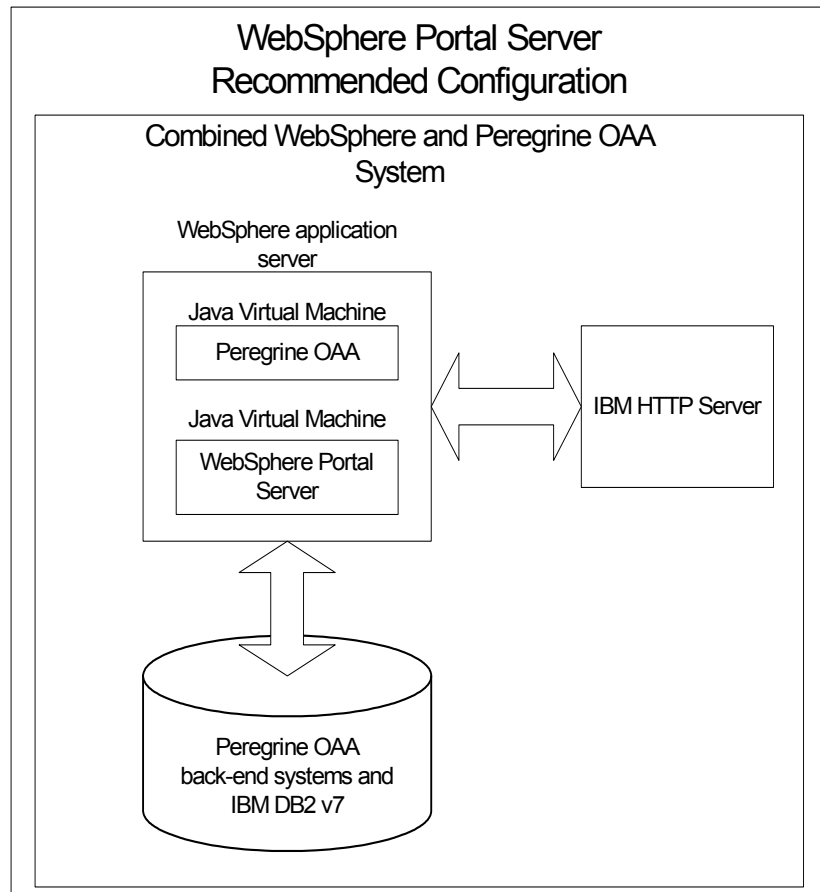 WebSphere Portal Server
Recommended Configuration
Combined WebSphere and Peregrine OAA
System
WebSphere application
server
Java Virtual Machine
Peregrine OAA
Java Virtual Machine
WebSphere Portal
Server
IBM HTTP Server
Peregrine OAA
back-end systems and
IBM DB2 v7